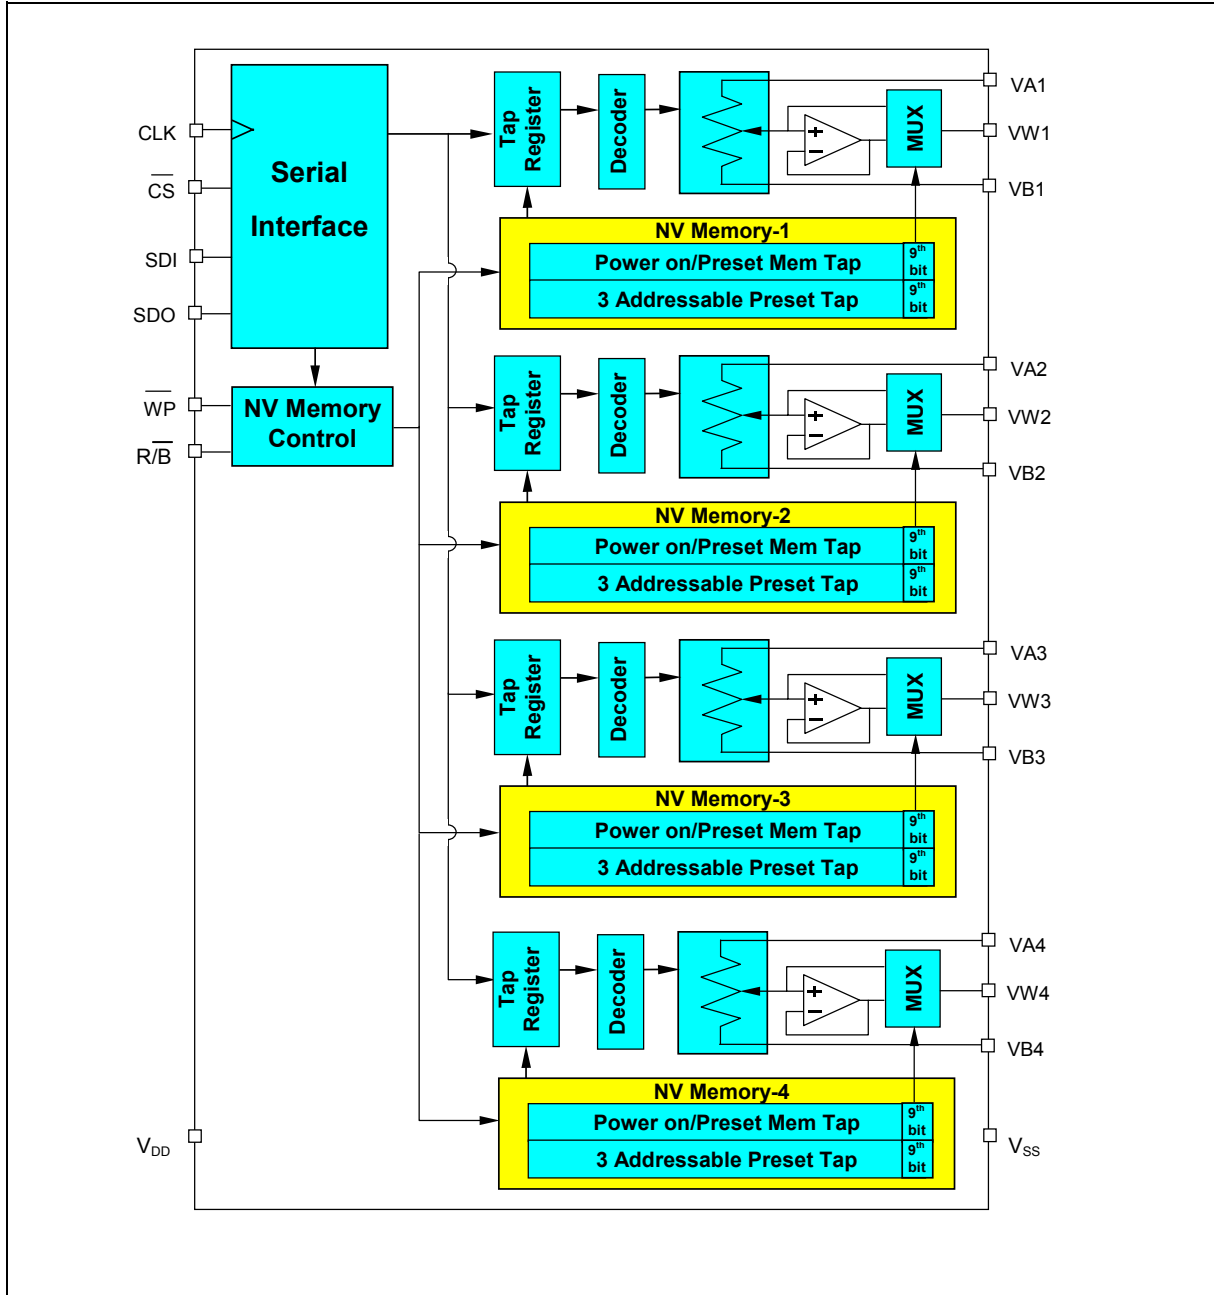 CLK
CS
SDI
SDO
WP
R/B
VDD
Serial
Interface
NV Memory
Control
Tap
Register
Decoder
+
−
MUX
VA1
VW1
VB1
NV Memory-1
Power on/Preset Mem Tap
9th
bit
3 Addressable Preset Tap
9th
bit
Tap
Register
Decoder
+
−
MUX
VA2
VW2
VB2
NV Memory-2
Power on/Preset Mem Tap
9th
bit
3 Addressable Preset Tap
9th
bit
Tap
Register
Decoder
+
−
MUX
VA3
VW3
VB3
NV Memory-3
Power on/Preset Mem Tap
9th
bit
3 Addressable Preset Tap
9th
bit
Tap
Register
Decoder
+
−
MUX
VA4
VW4
VB4
NV Memory-4
Power on/Preset Mem Tap
9th
bit
3 Addressable Preset Tap
9th
bit
VSS